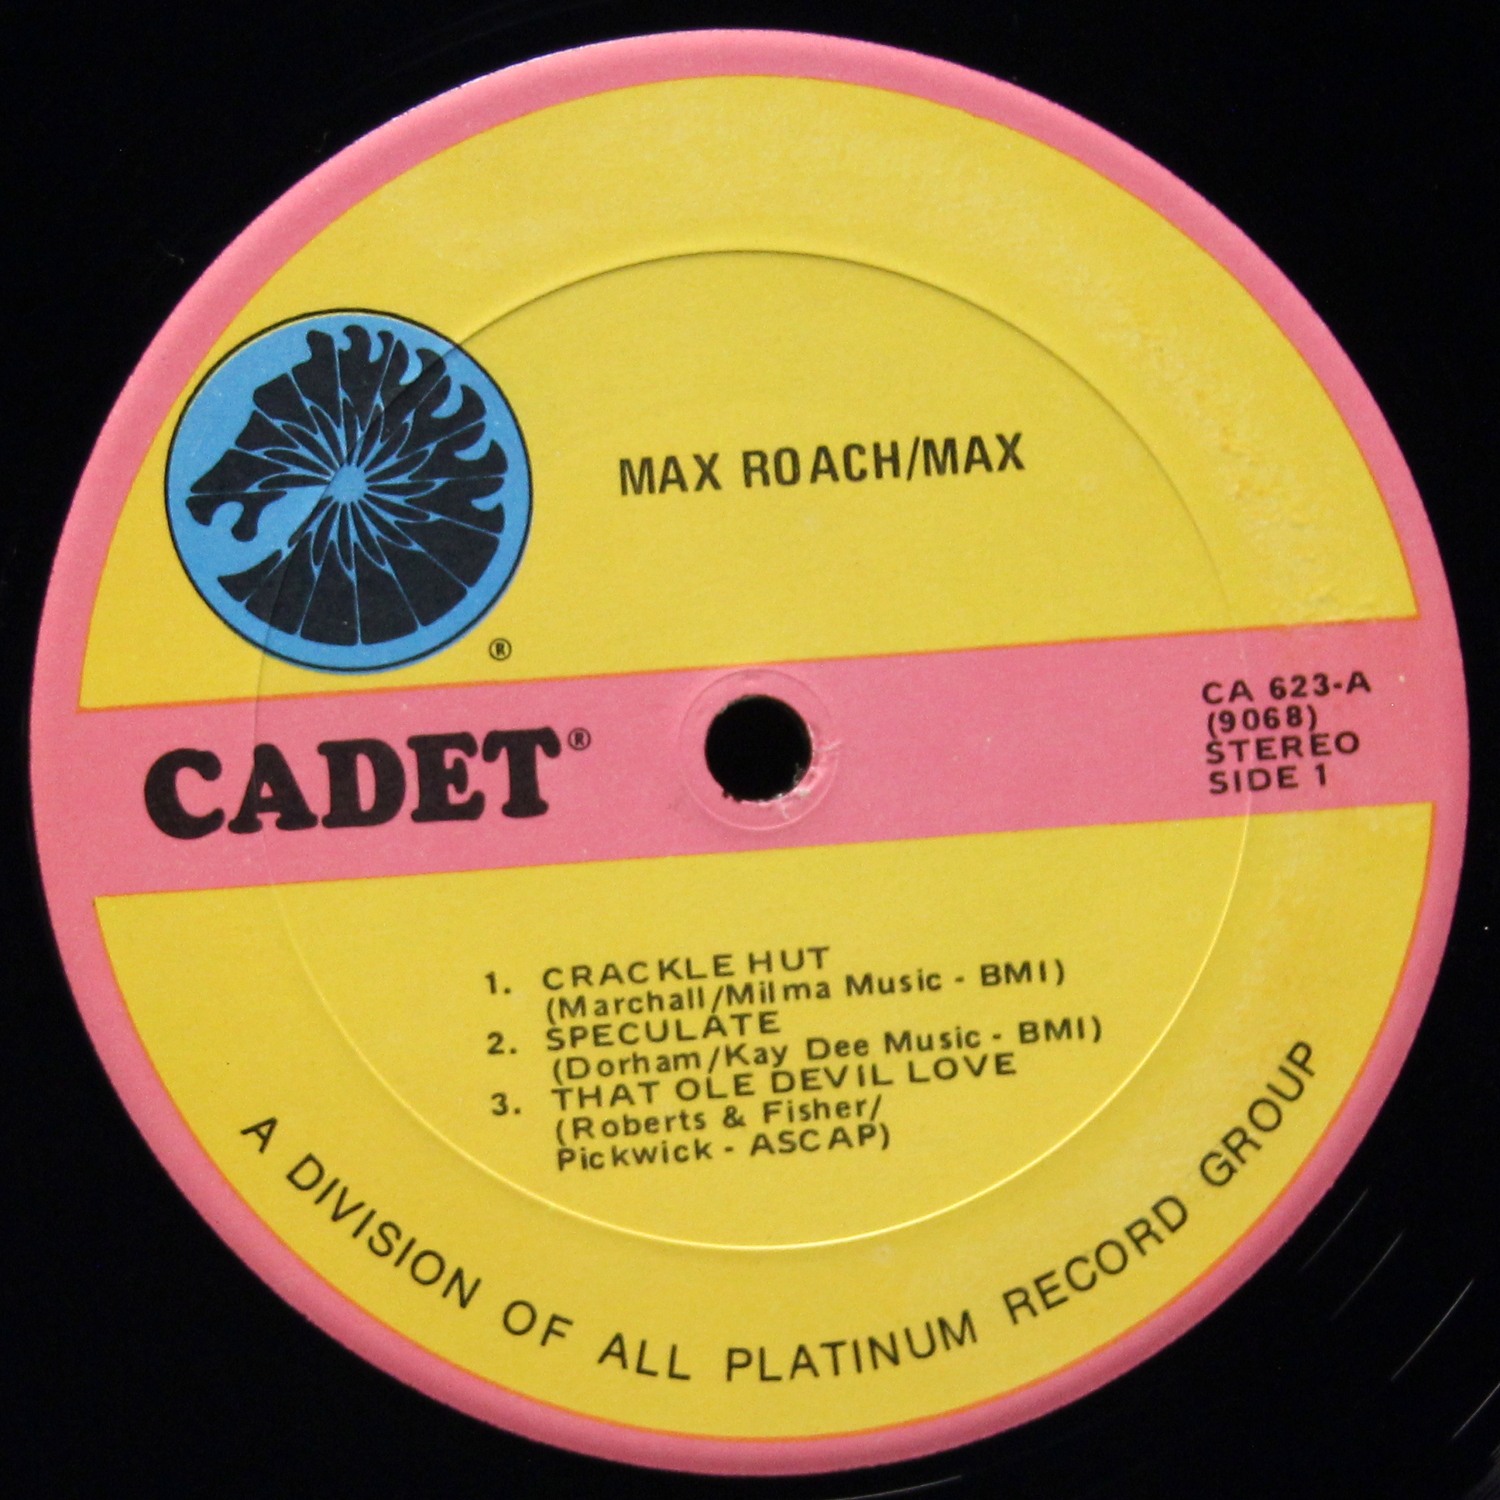 MAX ROACH/MAX
®
CADET®
CA 623-A
(9068)
STEREO
SIDE 1
1. CRACKLE HUT
(Marchall/Milma Music - BMI)
2. SPECULATE
(Dorham/Kay Dee Music - BMI)
3. THAT OLE DEVIL LOVE
(Roberts & Fisher/
Pickwick - ASCAP)
A DIVISION OF ALL PLATINUM RECORD GROUP